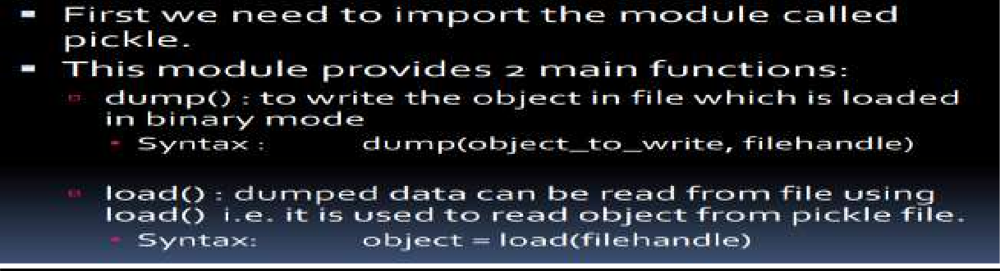 First we need to import the module called
pickle.
This module provides 2 main functions:
dump() : to write the object in file which is loaded
in binary mode
Syntax : dump(object_to_write, filehandle)
load() : dumped data can be read from file using
load() i.e. it is used to read object from pickle file.
Syntax: object = load(filehandle)